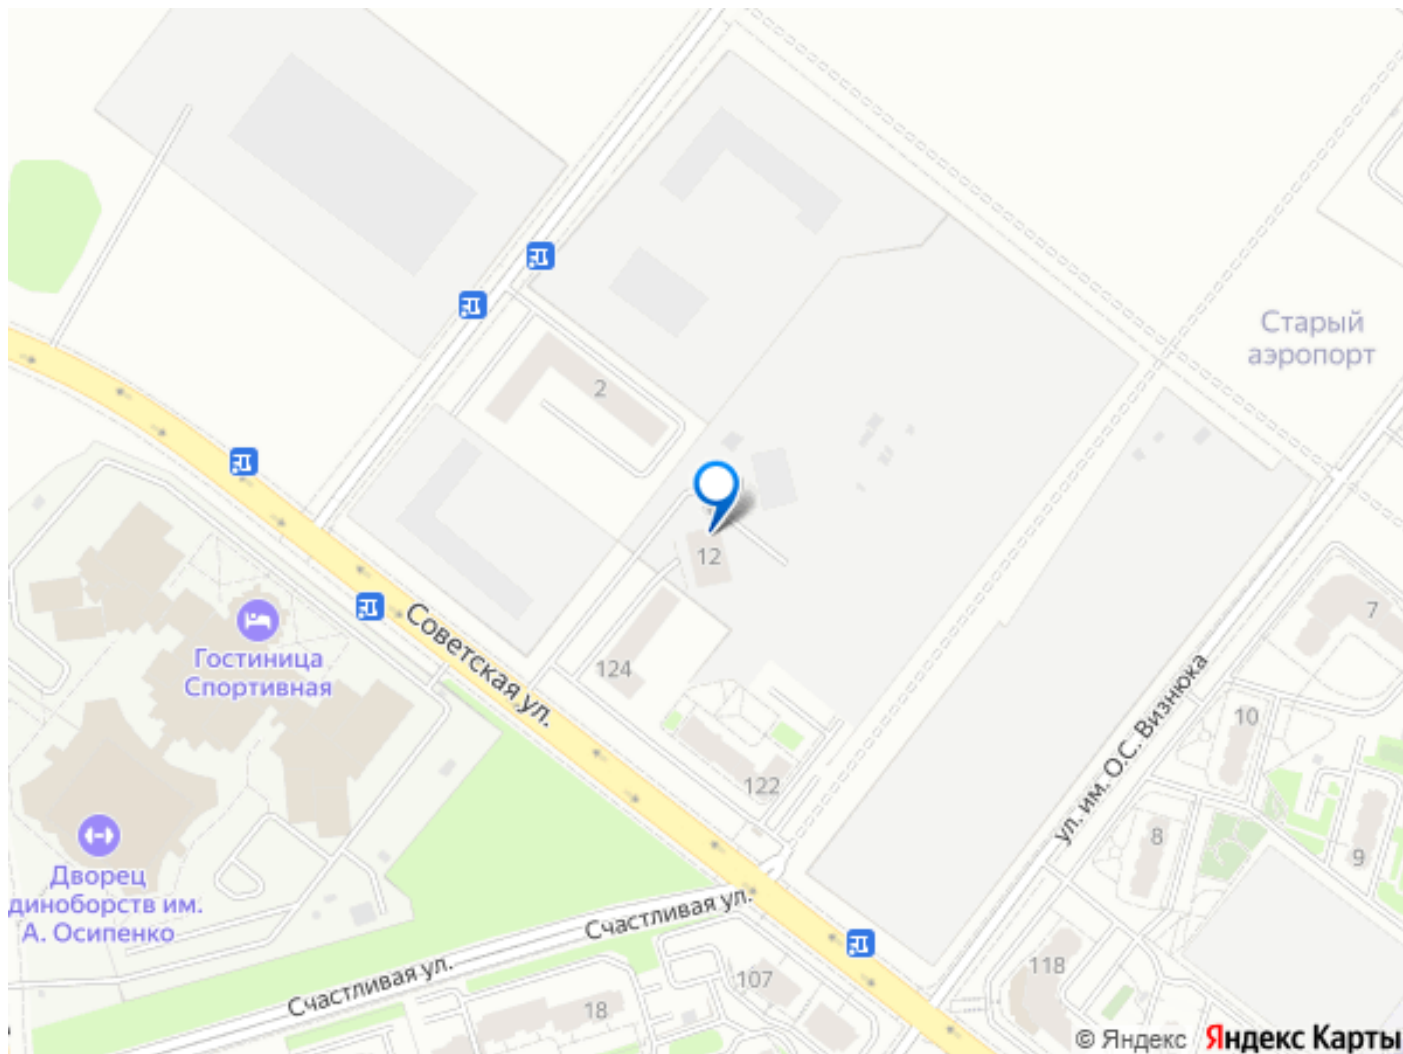 Старый
аэропорт
2
12
Советская ул.
Гостиница
Спортивная
124
7
ул. им. О.С. Визнюка
10
122
8
9
Дворец
диноборств им.
А. Осипенко
Счастливая ул.
Счастливая ул.
107
118
18
© Яндекс Яндекс Карты